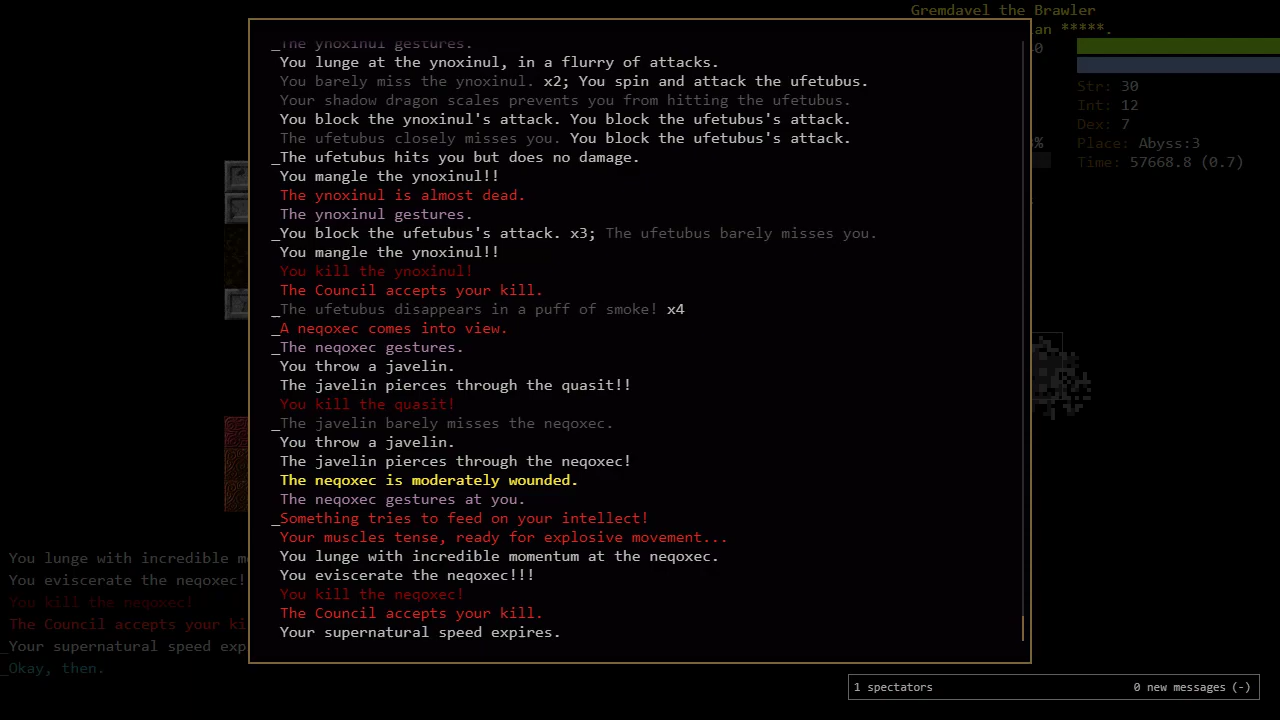 Gremdavel the Brawler
an *****.
Str: 30
Int: 12
Dex: 7
Place: Abyss:3
Time: 57668.8 (0.7)
_The ynoxinul gestures.
You lunge at the ynoxinul, in a flurry of attacks.
You barely miss the ynoxinul. x2; You spin and attack the ufetubus.
Your shadow dragon scales prevents you from hitting the ufetubus.
You block the ynoxinul's attack. You block the ufetubus's attack.
The ufetubus closely misses you. You block the ufetubus's attack.
_The ufetubus hits you but does no damage.
You mangle the ynoxinul!!
The ynoxinul is almost dead.
The ynoxinul gestures.
_You block the ufetubus's attack. x3; The ufetubus barely misses you.
You mangle the ynoxinul!!
You kill the ynoxinul!
The Council accepts your kill.
_The ufetubus disappears in a puff of smoke! x4
_A neqoxec comes into view.
_The neqoxec gestures.
You throw a javelin.
The javelin pierces through the quasit!!
You kill the quasit!
_The javelin barely misses the neqoxec.
You throw a javelin.
The javelin pierces through the neqoxec!
The neqoxec is moderately wounded.
The neqoxec gestures at you.
_Something tries to feed on your intellect!
Your muscles tense, ready for explosive movement...
You lunge with incredible momentum at the neqoxec.
You eviscerate the neqoxec!!!
You kill the neqoxec!
The Council accepts your kill.
Your supernatural speed expires.
You lunge with incredible m
You eviscerate the neqoxec!
You kill the neqoxec!
The Council accepts your ki
_Your supernatural speed exp
_Okay, then.
1 spectators
0 new messages (-)